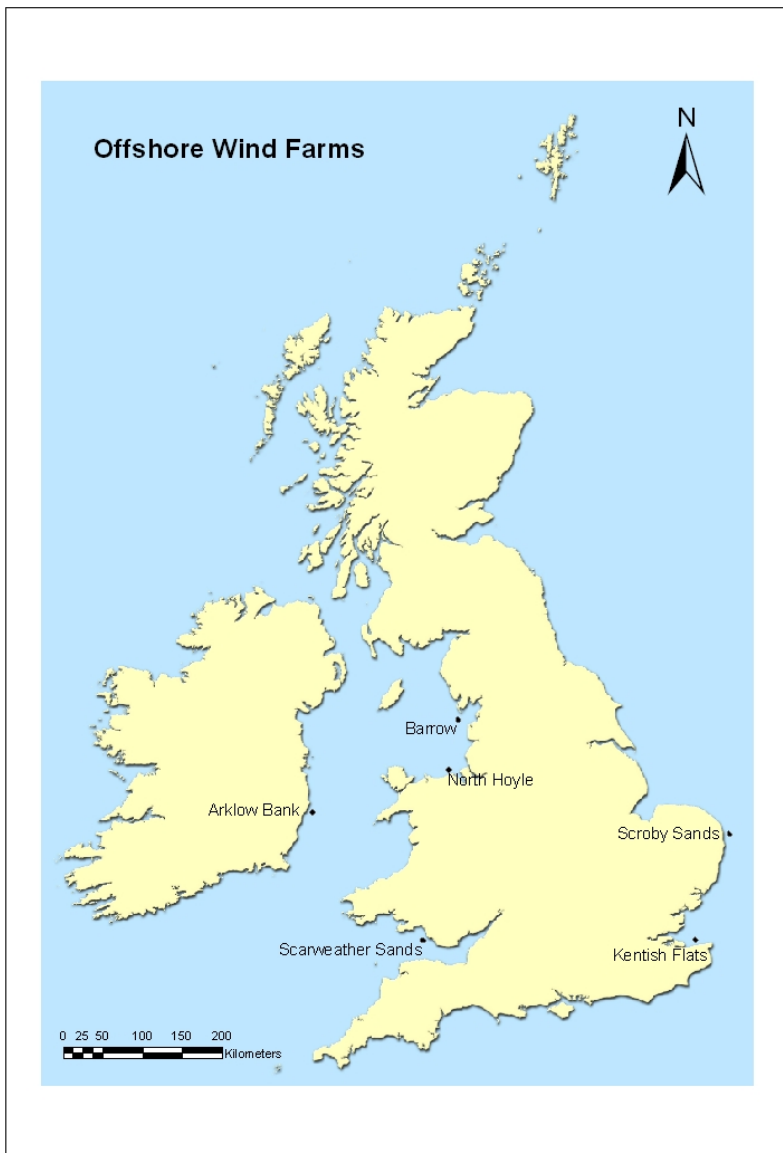 N
Offshore Wind Farms
Barrow
North Hoyle
Arklow Bank
Scroby Sands
Scarweather Sands
Kentish Flats
0 25 50 100 150 200
Kilometers